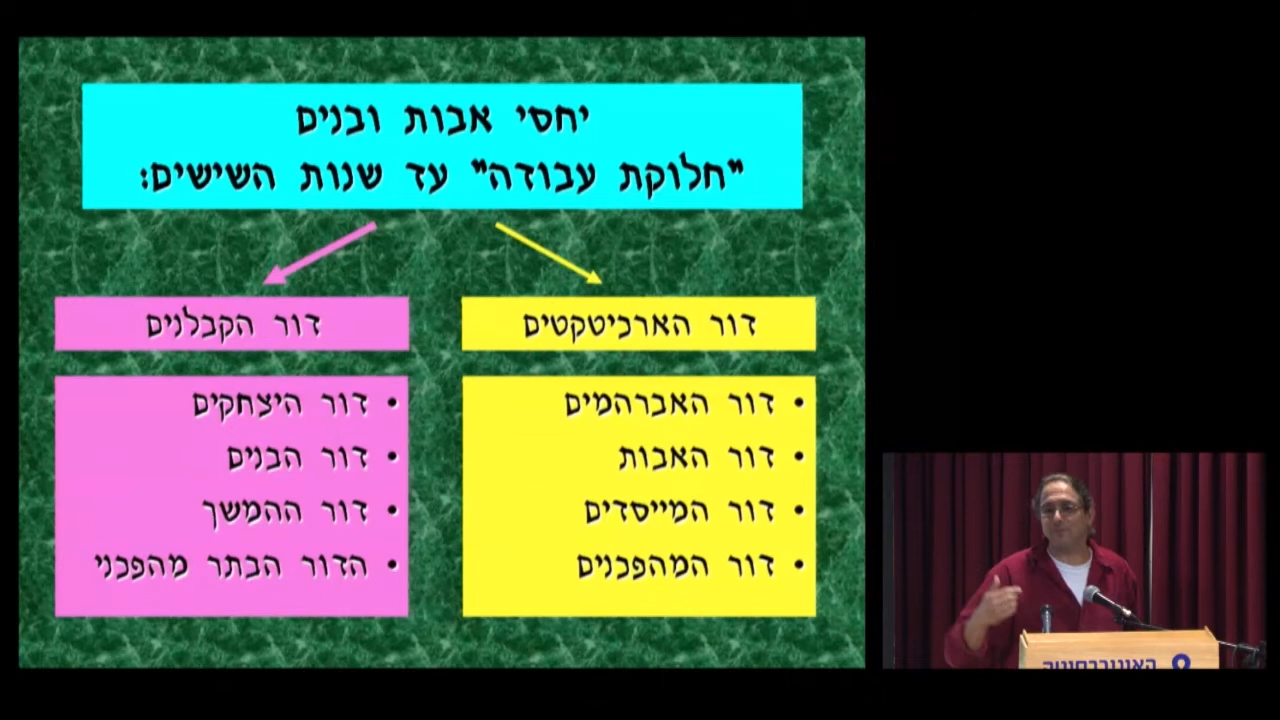 יחסי אבות ובנים
"חלוקת עבודה" עד שנות השישים:
דור הארכיטקטים
• דור האברהמים
• דור האבות
• דור המייסדים
• דור המהפכנים
דור הקבלנים
• דור היצחקים
• דור הבנים
• דור ההמשך
• הדור הבתר מהפכני
האוניברסיטה